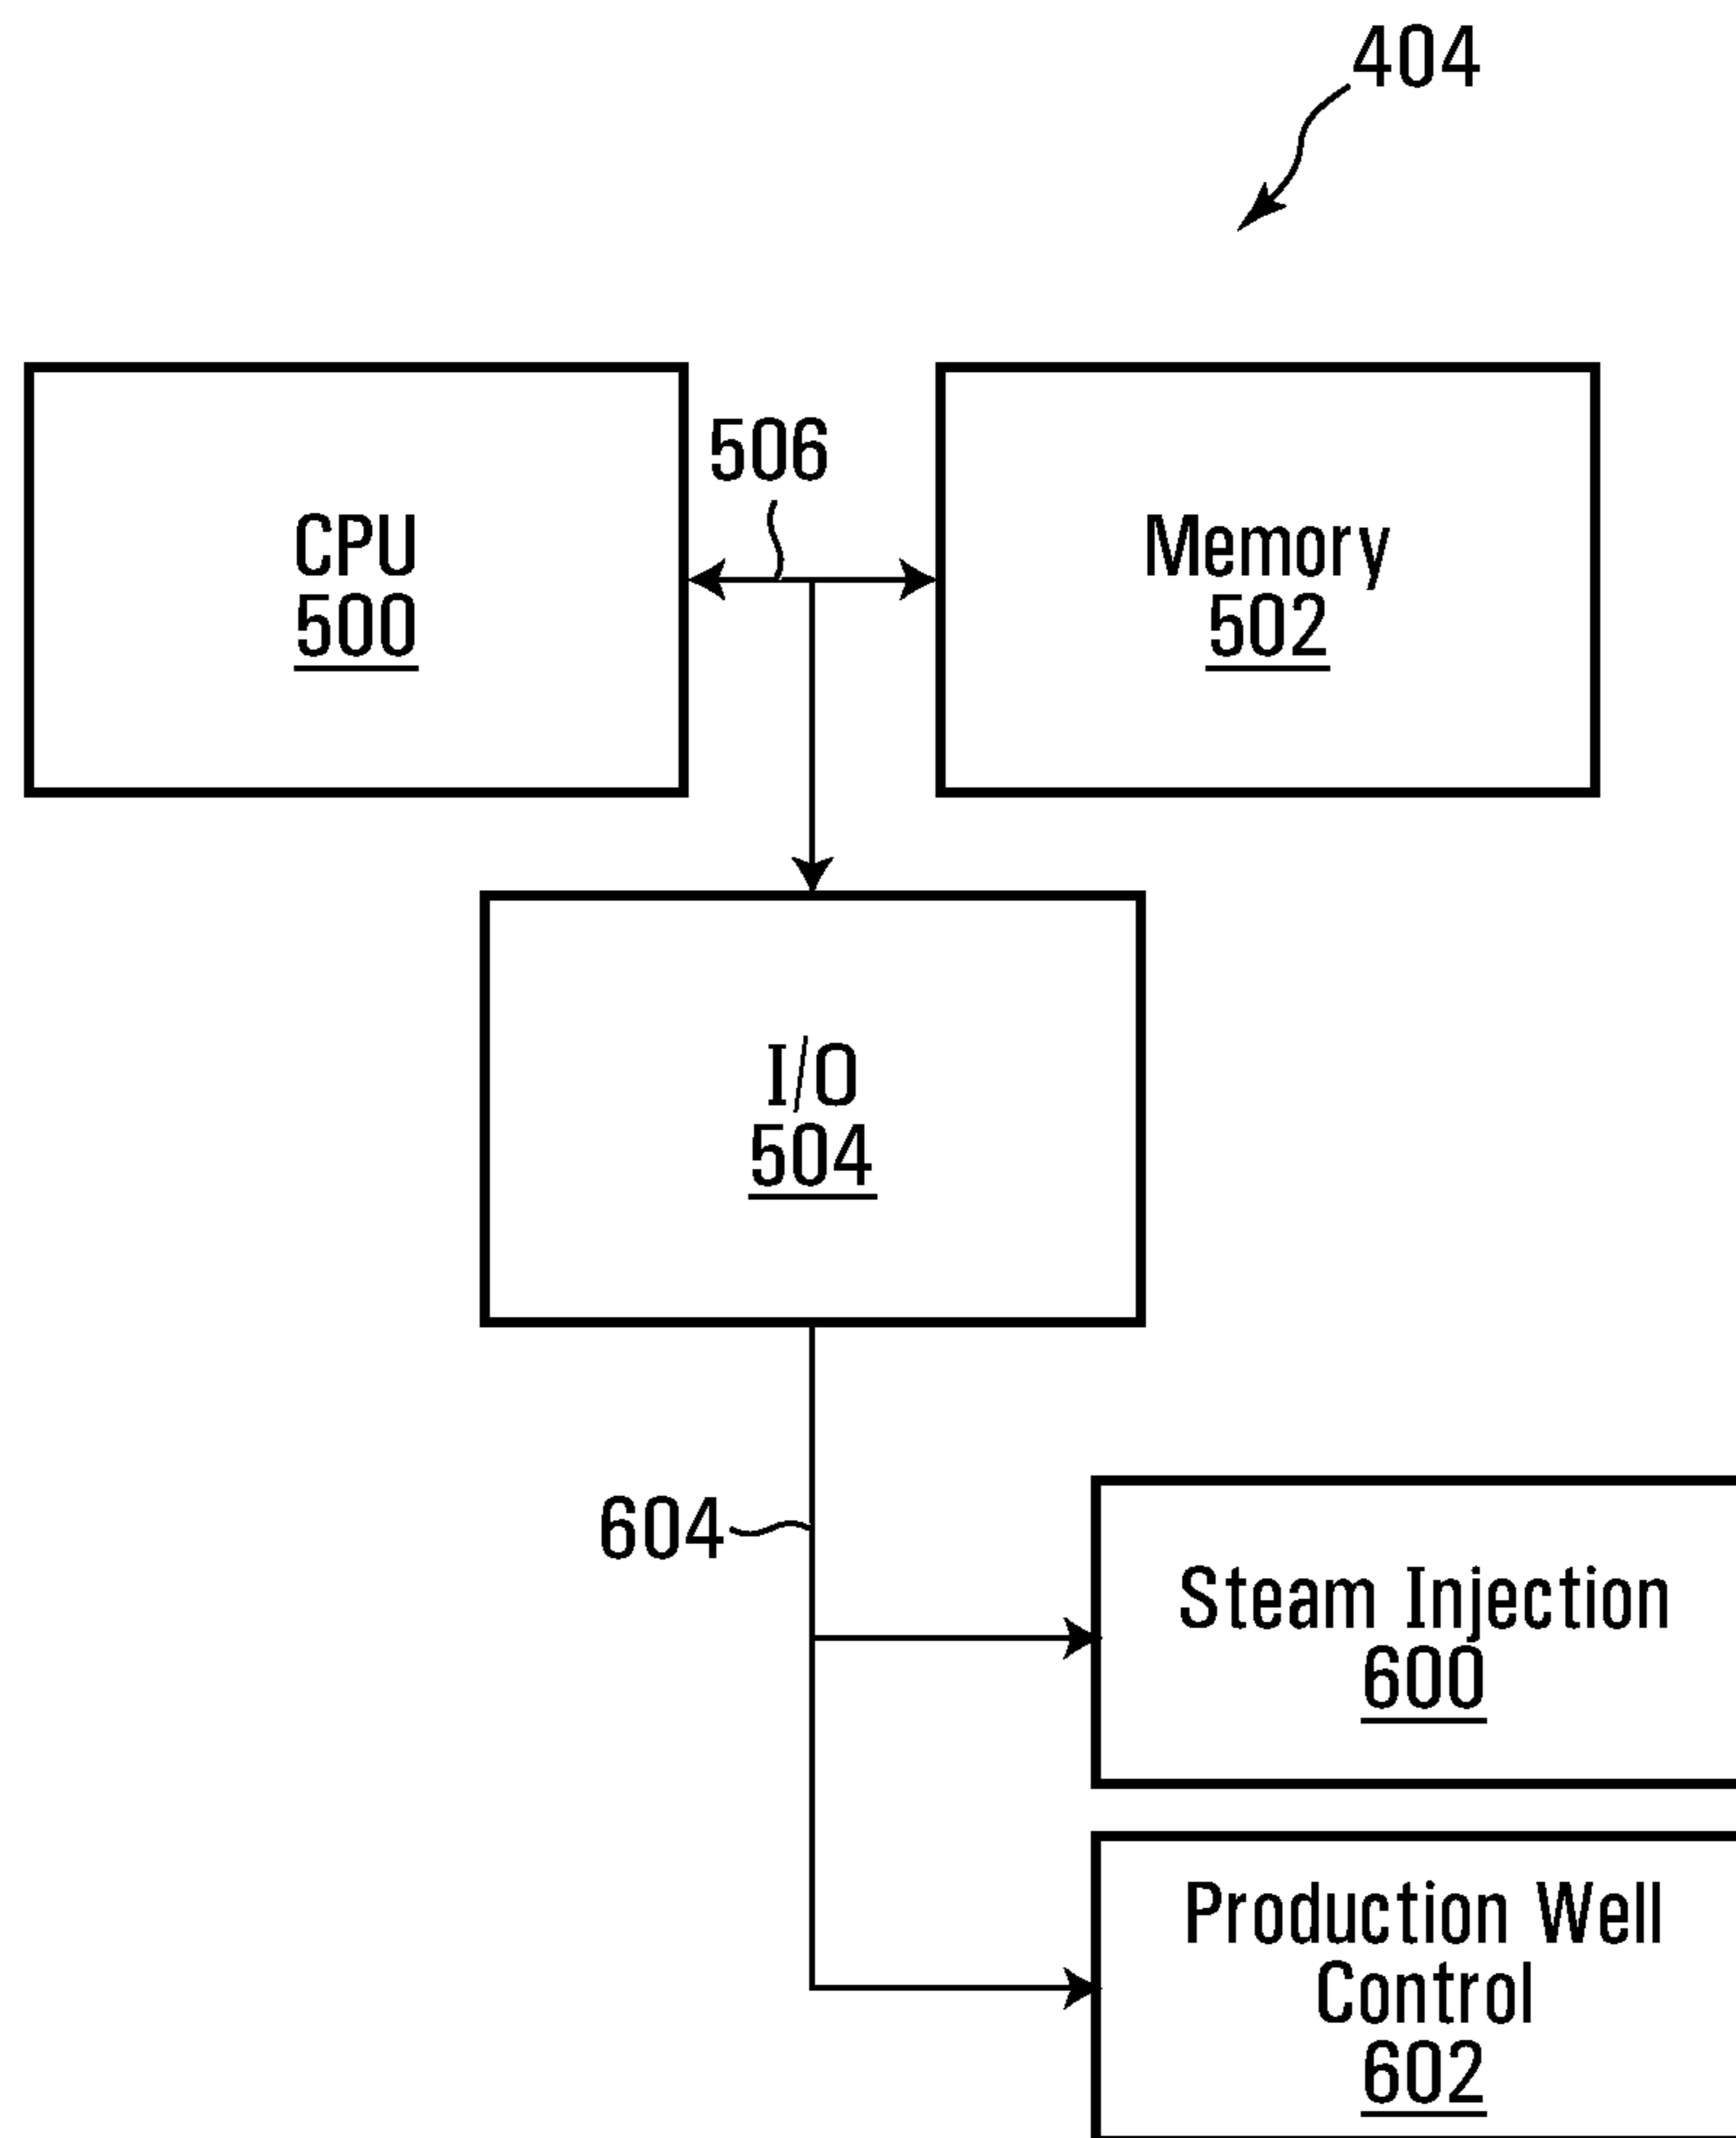 404
506
CPU
500
Memory
502
I/O
504
604
Steam Injection
600
Production Well
Control
602